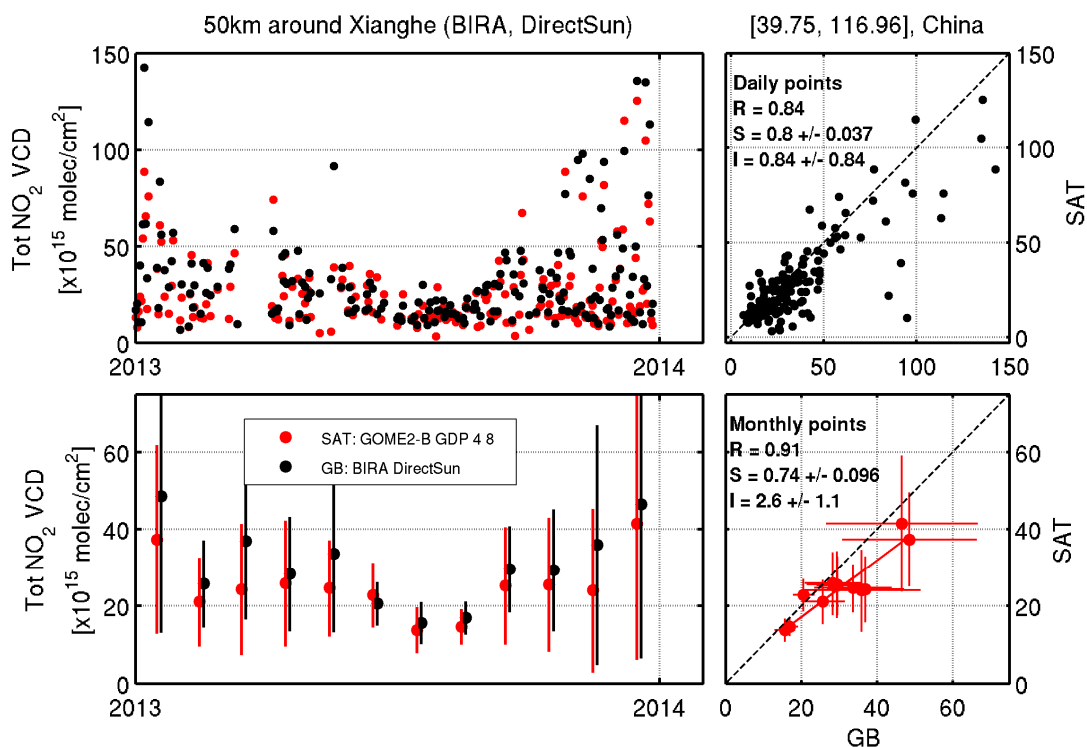 50km around Xianghe (BIRA, DirectSun)
[39.75, 116.96], China
Tot NO2 VCD
[x10^15 molec/cm^2]
150
100
50
0
2013
2014
Daily points
R = 0.84
S = 0.8 +/- 0.037
I = 0.84 +/- 0.84
150
100
50
0
SAT
0
50
100
150
Tot NO2 VCD
[x10^15 molec/cm^2]
60
40
20
0
2013
2014
SAT: GOME2-B GDP 4 8
GB: BIRA DirectSun
Monthly points
R = 0.91
S = 0.74 +/- 0.096
I = 2.6 +/- 1.1
60
40
20
0
SAT
20
40
60
GB